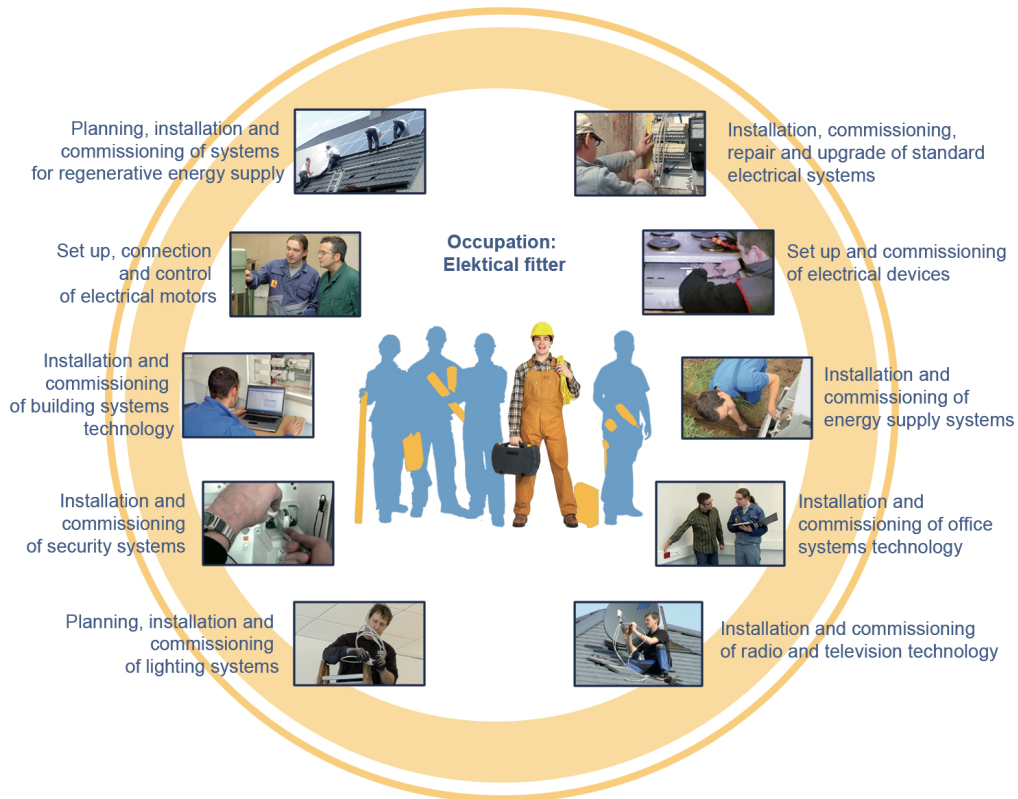 Planning, installation and
commissioning of systems
for regenerative energy supply
Installation, commissioning,
repair and upgrade of standard
electrical systems
Occupation:
Elektical fitter
Set up, connection
and control
of electrical motors
Set up and commissioning
of electrical devices
Installation and
commissioning
of building systems
technology
Installation and
commissioning of
energy supply systems
Installation and
commissioning
of security systems
Installation and
commissioning of office
systems technology
Planning, installation and
commissioning
of lighting systems
Installation and commissioning
of radio and television technology